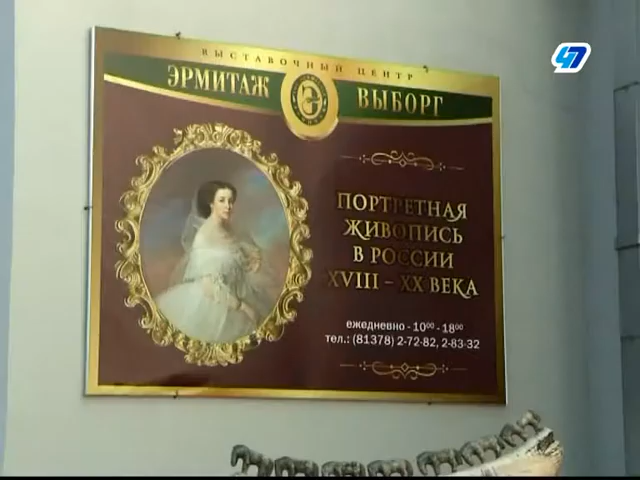 47
ВЫСТАВОЧНЫЙ ЦЕНТР
ЭРМИТАЖ Э ВЫБОРГ
ПОРТРЕТНАЯ
ЖИВОПИСЬ
В РОССИИ
XVIII – XX ВЕКА
ежедневно - 10⁰⁰ - 18⁰⁰
тел.: (81378) 2-72-82, 2-83-32